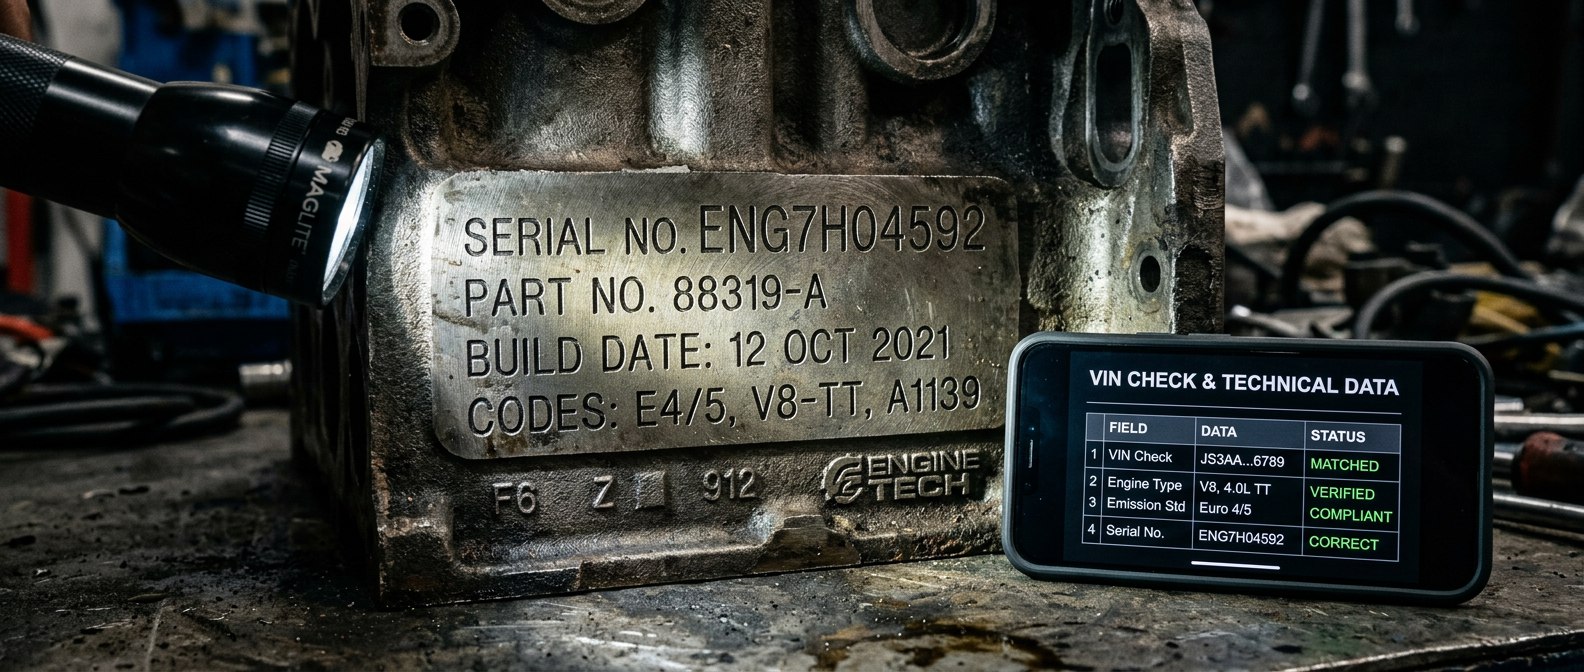 MAGLITE
SERIAL NO. ENG7H04592
PART NO. 88319-A
BUILD DATE: 12 OCT 2021
CODES: E4/5, V8-TT, A1139
F6 Z 912
ENGINE
TECH
VIN CHECK & TECHNICAL DATA
FIELD DATA STATUS
1 VIN Check JS3AA...6789 MATCHED
2 Engine Type V8, 4.0L TT VERIFIED
3 Emission Std Euro 4/5 COMPLIANT
4 Serial No. ENG7H04592 CORRECT